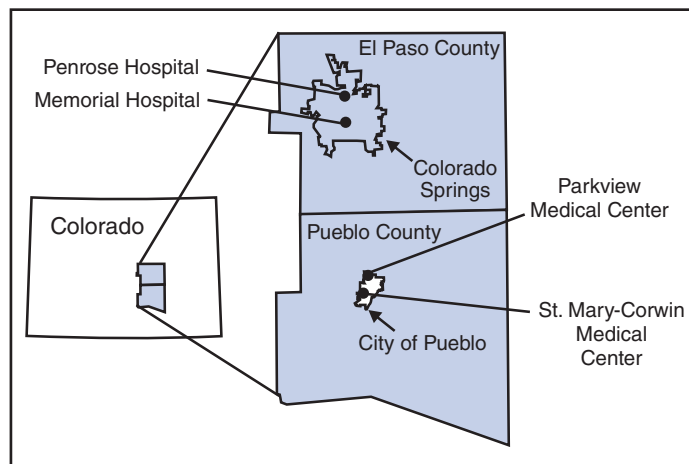 El Paso County
Penrose Hospital
Memorial Hospital
Colorado
Springs
Parkview
Medical Center
Colorado
Pueblo County
St. Mary-Corwin
Medical
Center
City of Pueblo